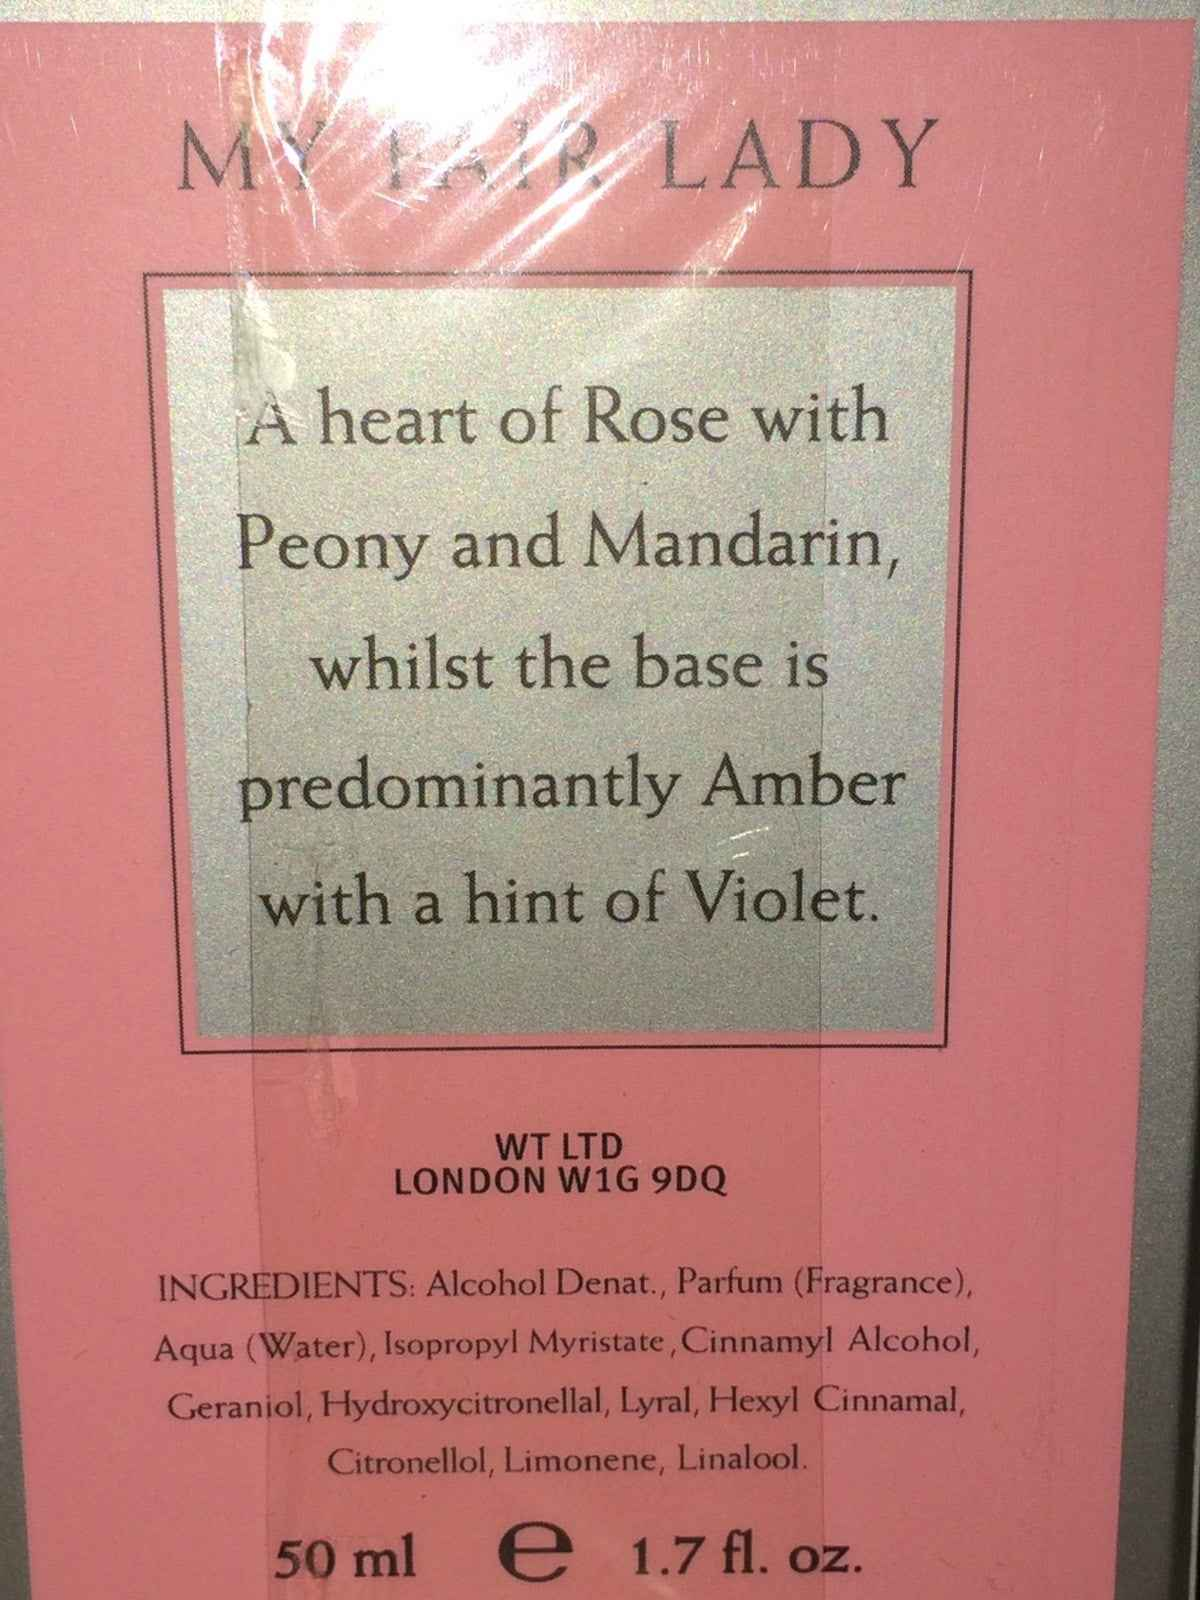 MY FAIR LADY
A heart of Rose with
Peony and Mandarin,
whilst the base is
predominantly Amber
with a hint of Violet.
WT LTD
LONDON W1G 9DQ
INGREDIENTS: Alcohol Denat., Parfum (Fragrance),
Aqua (Water), Isopropyl Myristate, Cinnamyl Alcohol,
Geraniol, Hydroxycitronellal, Lyral, Hexyl Cinnamal,
Citronellol, Limonene, Linalool.
50 ml e 1.7 fl. oz.